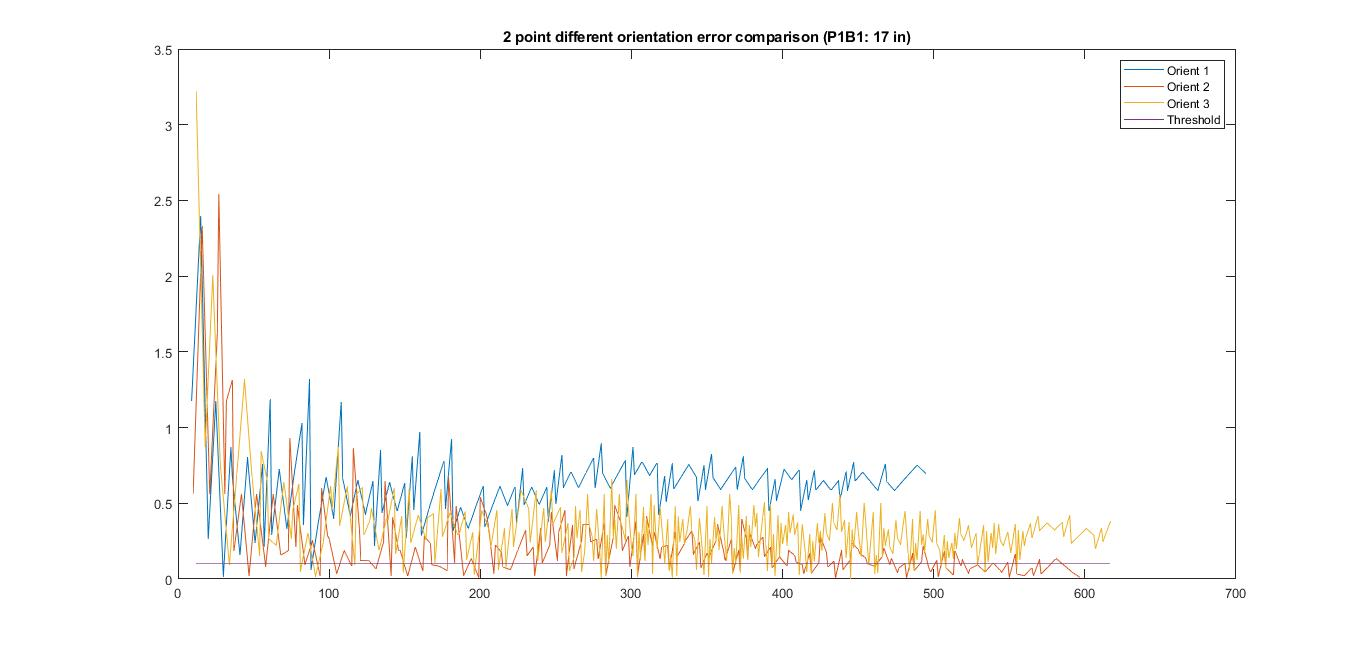 2 point different orientation error comparison (P1B1: 17 in)
3.5
3
2.5
2
1.5
1
0.5
0
0 100 200 300 400 500 600 700
Orient 1
Orient 2
Orient 3
Threshold